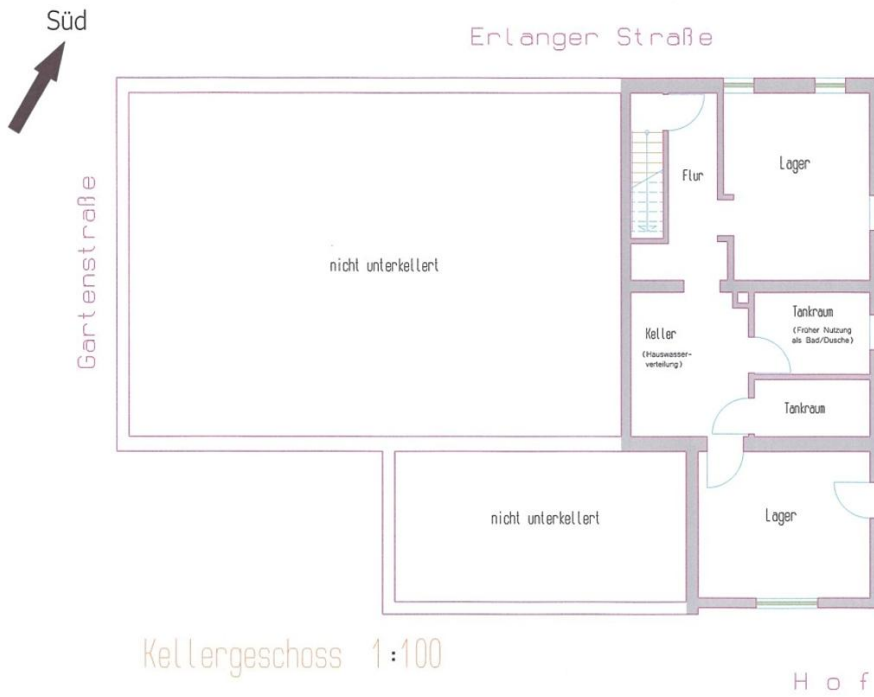 Süd
Erlanger Straße
Gartenstraße
Lager
Flur
nicht unterkellert
Tankraum
(Früher Nutzung
als Bad/Dusche)
Keller
(Hauswasser-
verteilung)
Tankraum
nicht unterkellert
Lager
Kellergeschoss 1:100
Hof